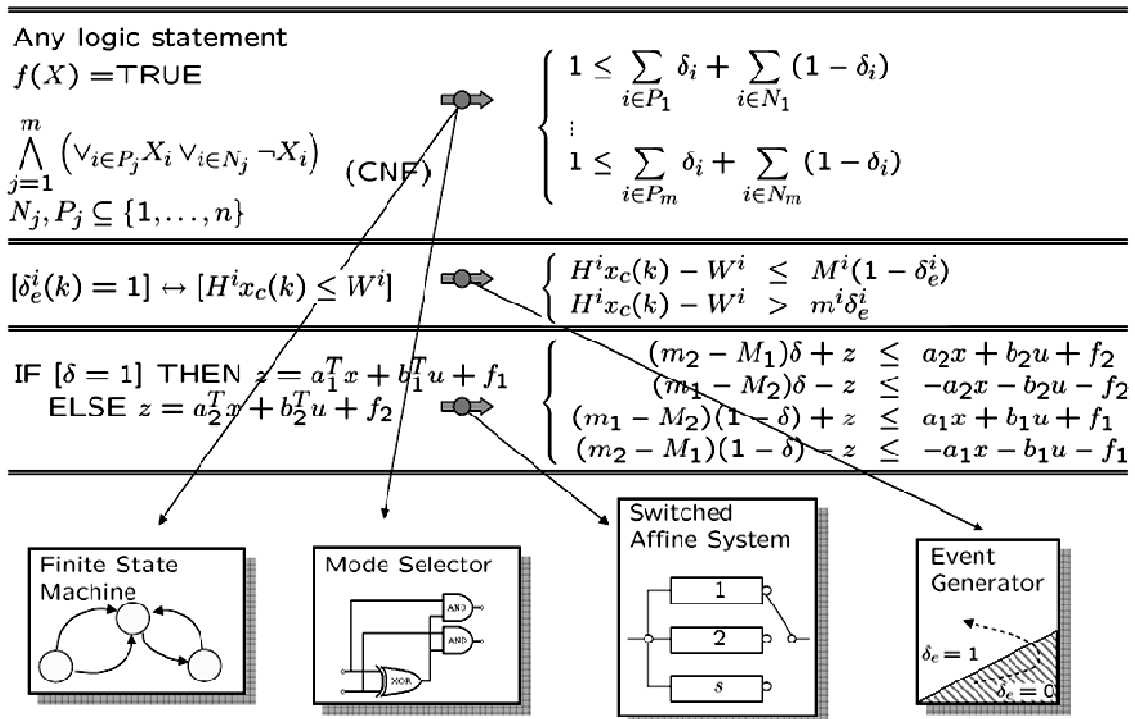 Any logic statement
f(X) = TRUE
m
⋀ (∨_{i∈P_j} X_i ∨_{i∈N_j} ¬X_i) (CNF)
j=1
N_j, P_j ⊆ {1, ..., n}
1 ≤ ∑_{i∈P_1} δ_i + ∑_{i∈N_1} (1 − δ_i)
⋮
1 ≤ ∑_{i∈P_m} δ_i + ∑_{i∈N_m} (1 − δ_i)
[δ_e^i(k) = 1] ↔ [H^i x_c(k) ≤ W^i]
H^i x_c(k) − W^i ≤ M^i(1 − δ_e^i)
H^i x_c(k) − W^i > m^i δ_e^i
IF [δ = 1] THEN z = a_1^T x + b_1^T u + f_1
ELSE z = a_2^T x + b_2^T u + f_2
(m_2 − M_1)δ + z ≤ a_2x + b_2u + f_2
(m_1 − M_2)δ − z ≤ −a_2x − b_2u − f_2
(m_1 − M_2)(1 − δ) + z ≤ a_1x + b_1u + f_1
(m_2 − M_1)(1 − δ) − z ≤ −a_1x − b_1u − f_1
Finite State
Machine
Mode Selector
AND
AND
XOR
Switched
Affine System
1
2
s
Event
Generator
δ_e = 1
δ_e = 0